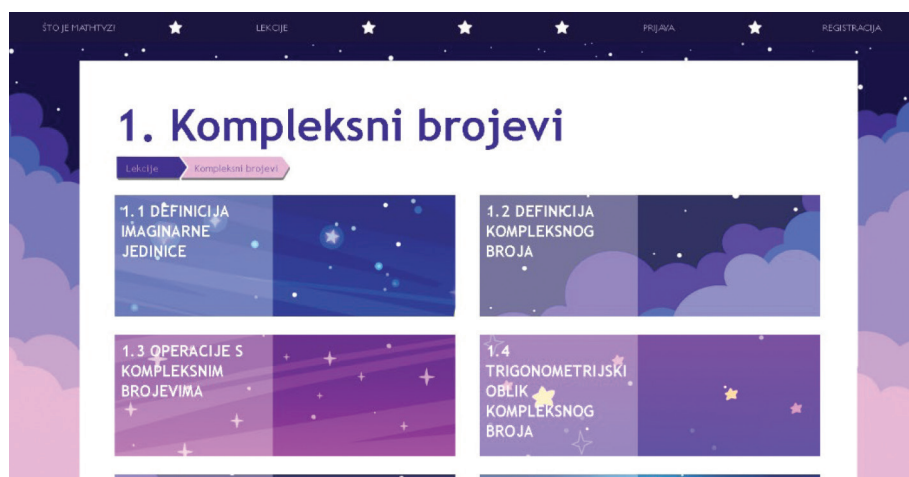 ŠTO JE MATHTVZ? LEKCIJE PRIJAVA REGISTRACIJA
1. Kompleksni brojevi
Lekcije Kompleksni brojevi
1.1 DEFINICIJA
IMAGINARNE
JEDINICE
1.2 DEFINICIJA
KOMPLEKSNOG
BROJA
1.3 OPERACIJE S
KOMPLEKSNIM
BROJEVIMA
1.4
TRIGONOMETRIJSKI
OBLIK
KOMPLEKSNOG
BROJA